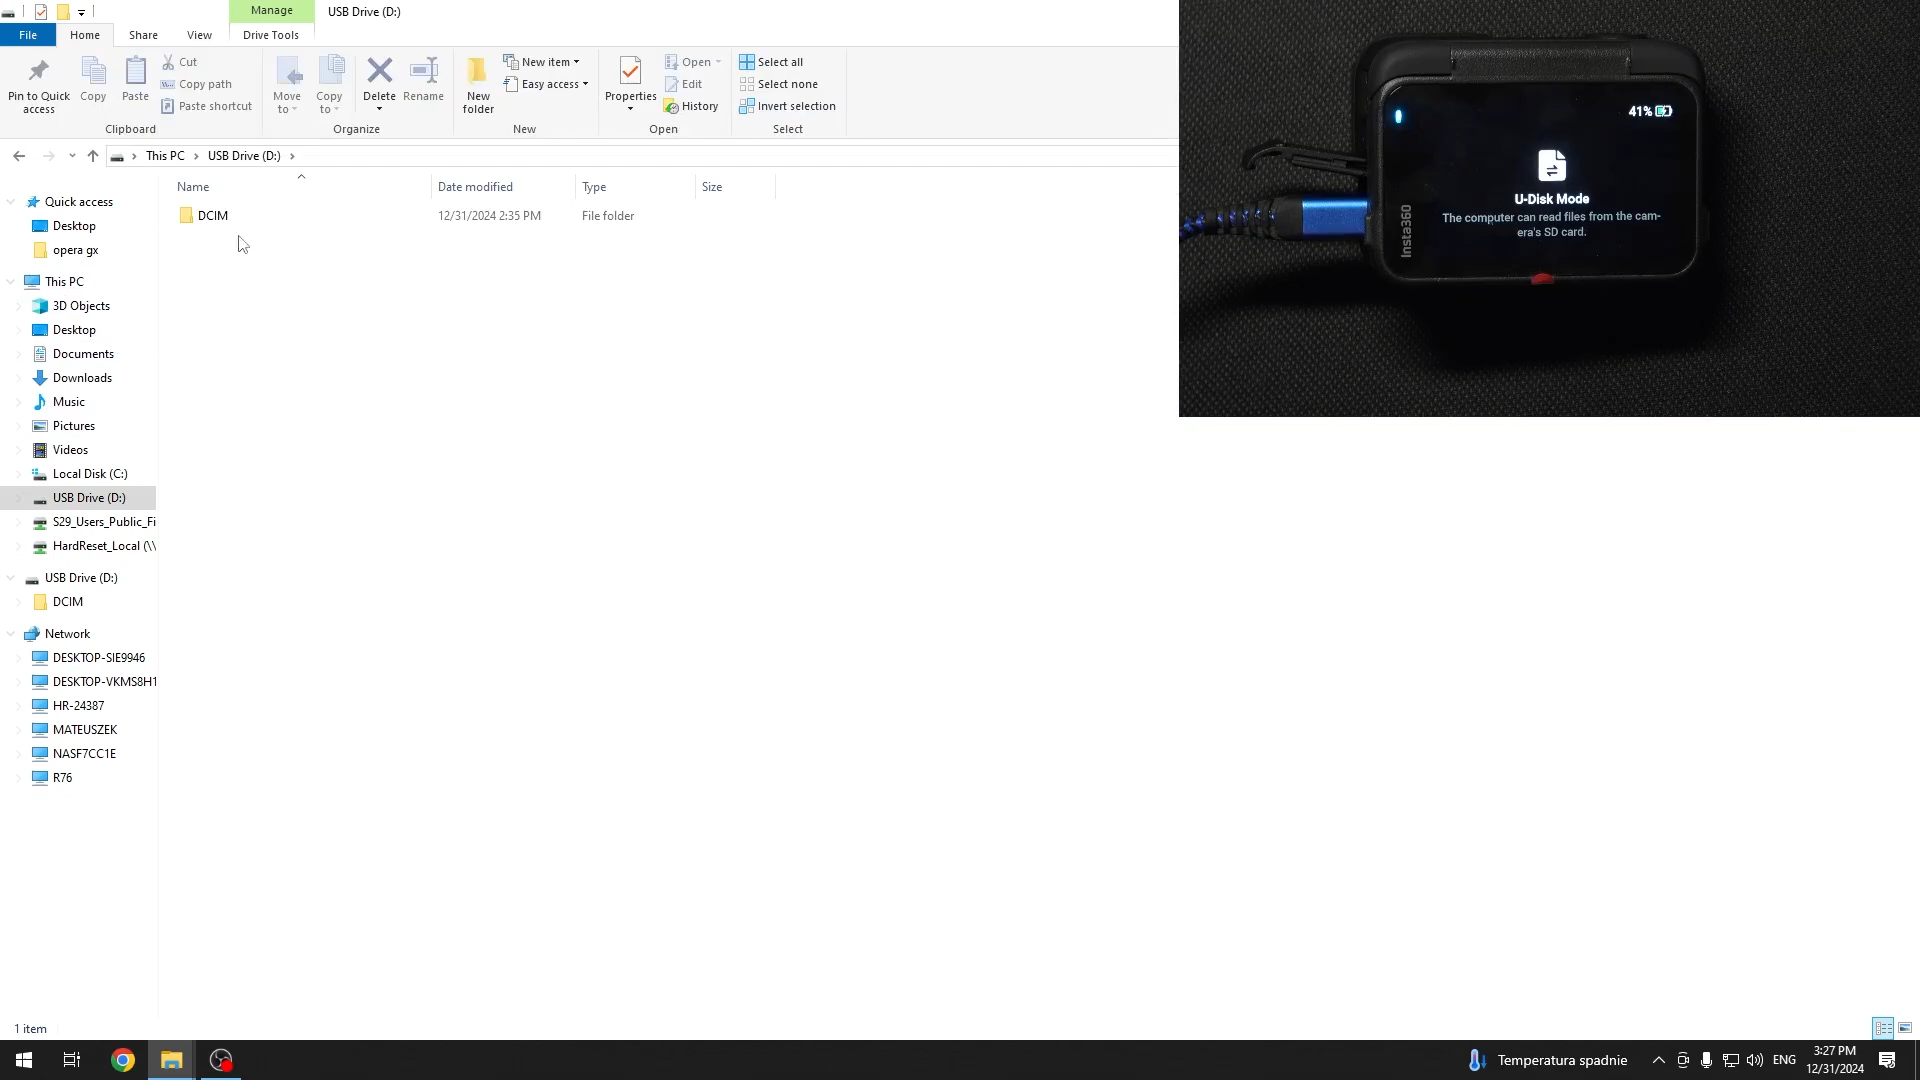 Manage
USB Drive (D:)
File
Home
Share
View
Drive Tools
Pin to Quick
access
Copy
Paste
Cut
Copy path
Paste shortcut
Clipboard
Move
to
Copy
to
Delete
Rename
Organize
New
folder
New item
Easy access
New
Properties
Open
Edit
History
Open
Select all
Select none
Invert selection
Select
This PC
USB Drive (D:)
Name
Date modified
Type
Size
DCIM
12/31/2024 2:35 PM
File folder
Quick access
Desktop
opera gx
This PC
3D Objects
Desktop
Documents
Downloads
Music
Pictures
Videos
Local Disk (C:)
USB Drive (D:)
S29_Users_Public_Fi
HardReset_Local (\\
USB Drive (D:)
DCIM
Network
DESKTOP-SIE9946
DESKTOP-VKMS8H1
HR-24387
MATEUSZEK
NASF7CC1E
R76
1 item
41%
U-Disk Mode
The computer can read files from the cam-
era's SD card.
Insta360
Temperatura spadnie
ENG
3:27 PM
12/31/2024